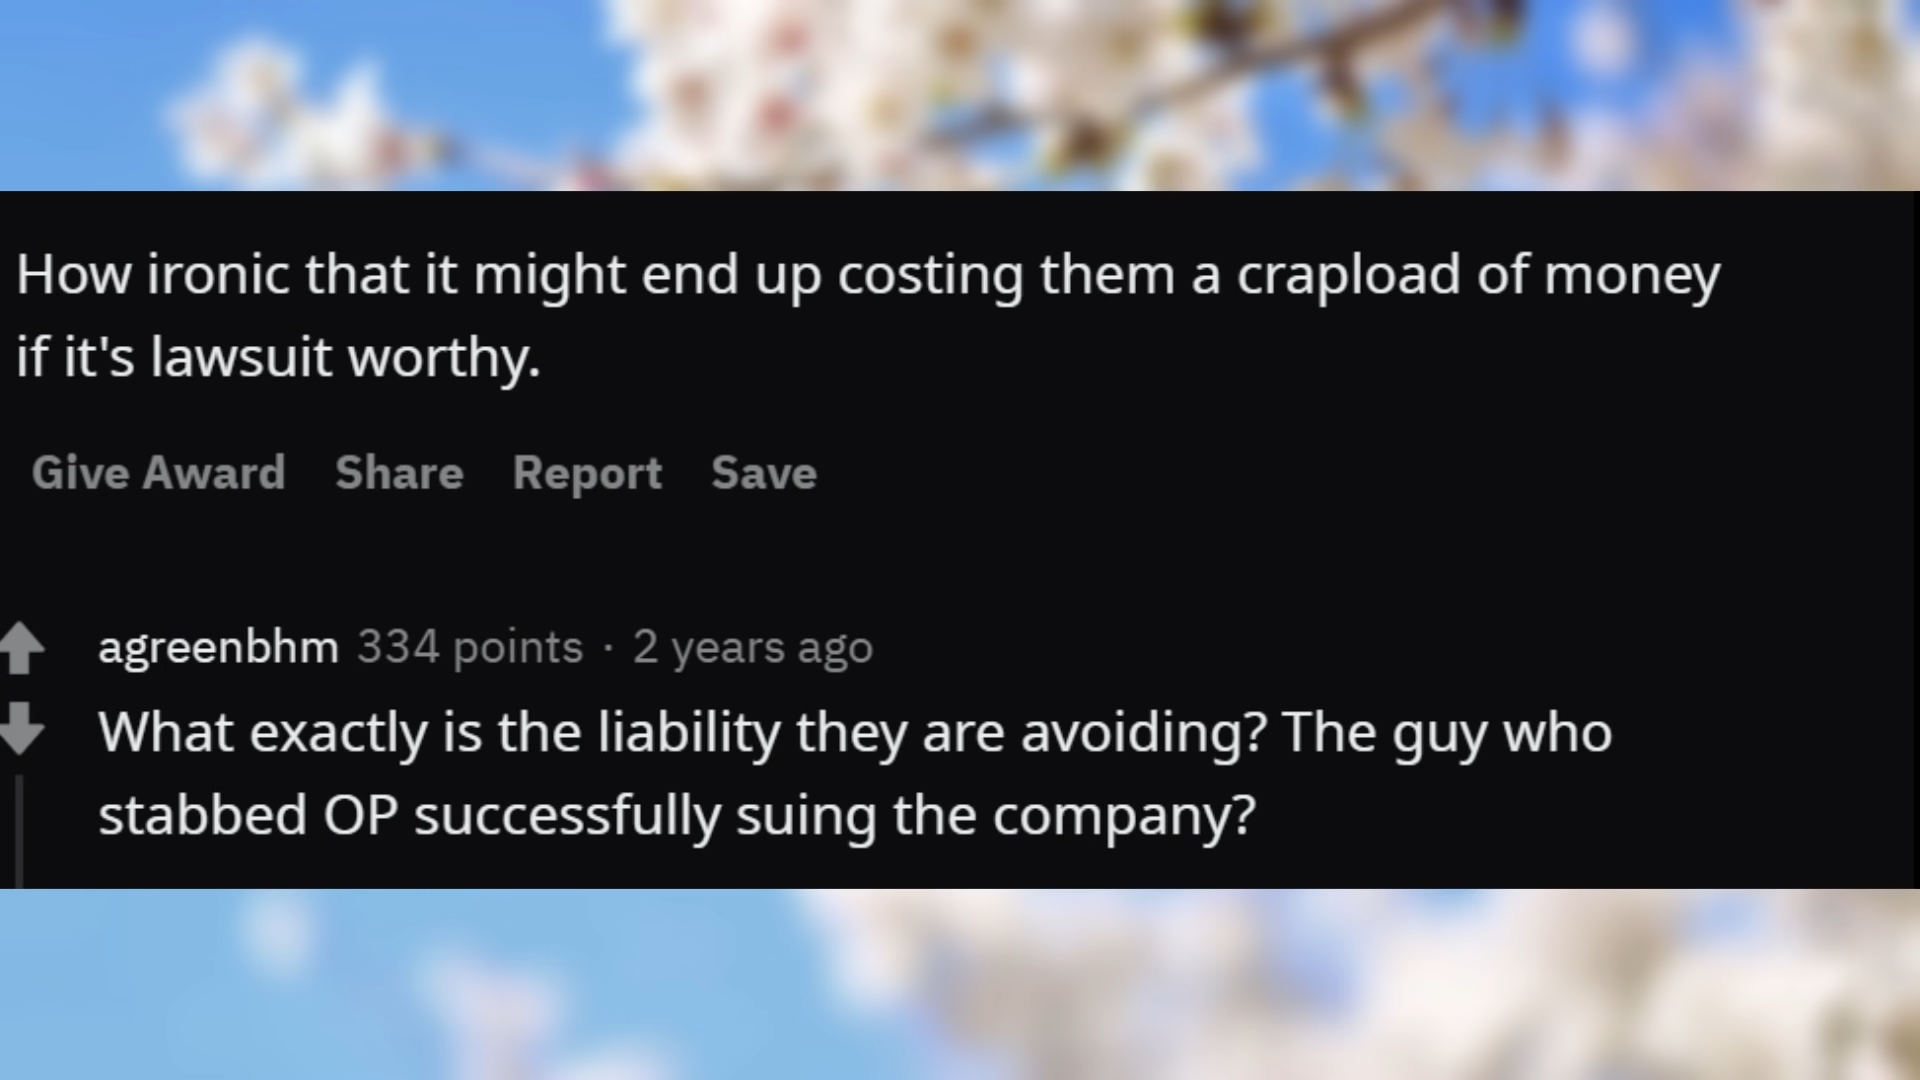 How ironic that it might end up costing them a crapload of money
if it's lawsuit worthy.
Give Award Share Report Save
agreenbhm 334 points · 2 years ago
What exactly is the liability they are avoiding? The guy who
stabbed OP successfully suing the company?